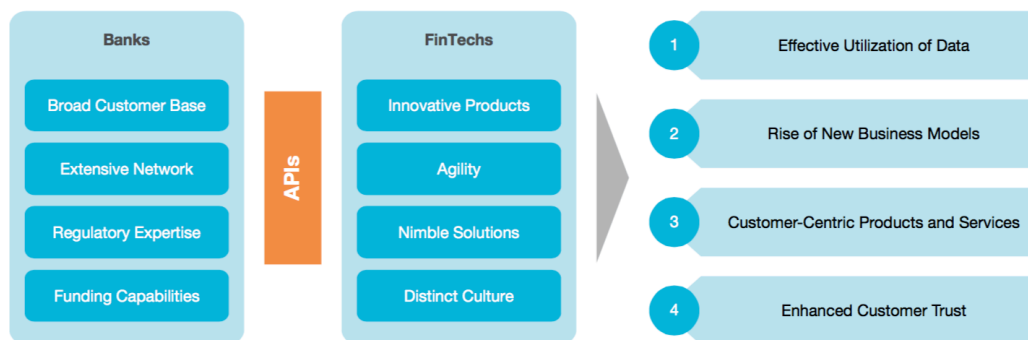 Banks
Broad Customer Base
Extensive Network
Regulatory Expertise
Funding Capabilities
APIs
FinTechs
Innovative Products
Agility
Nimble Solutions
Distinct Culture
1
Effective Utilization of Data
2
Rise of New Business Models
3
Customer-Centric Products and Services
4
Enhanced Customer Trust